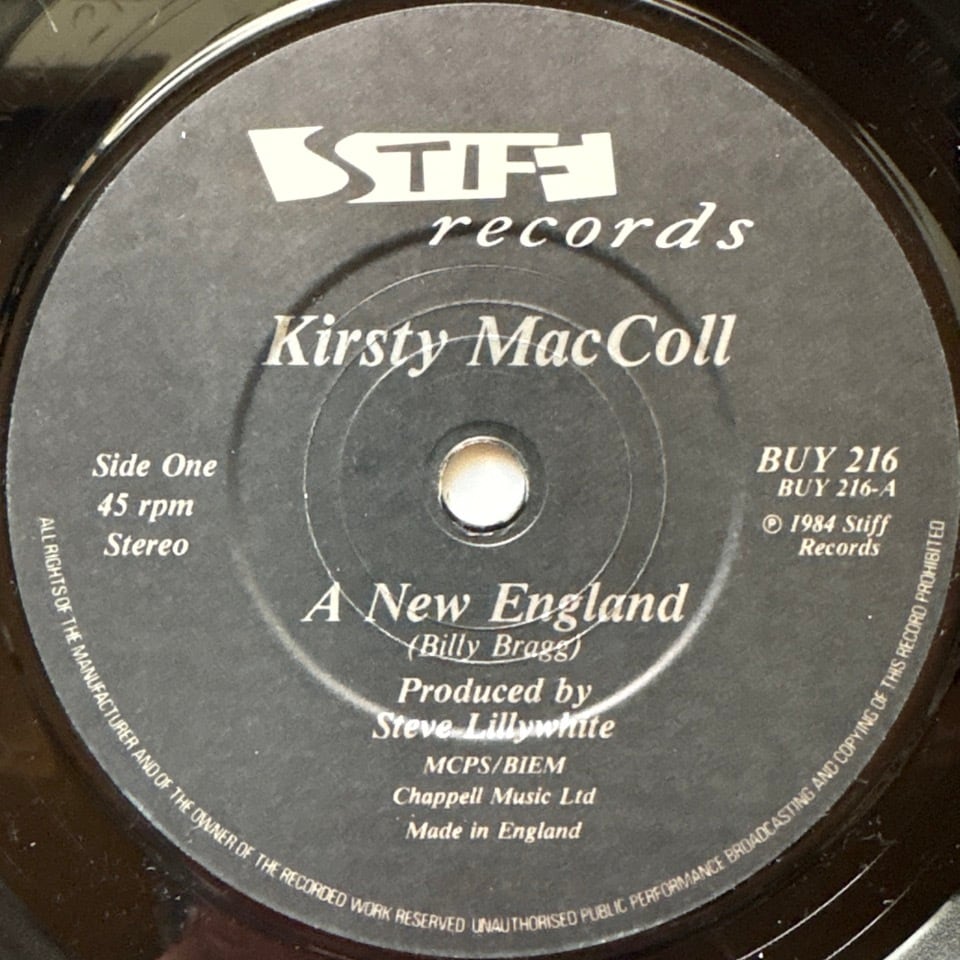 STIFF
records
Kirsty MacColl
Side One
45 rpm
Stereo
BUY 216
BUY 216-A
℗ 1984 Stiff
Records
A New England
(Billy Bragg)
Produced by
Steve Lillywhite
MCPS/BIEM
Chappell Music Ltd
Made in England
ALL RIGHTS OF THE MANUFACTURER AND OF THE OWNER OF THE RECORDED WORK RESERVED UNAUTHORISED PUBLIC PERFORMANCE BROADCASTING AND COPYING OF THIS RECORD PROHIBITED